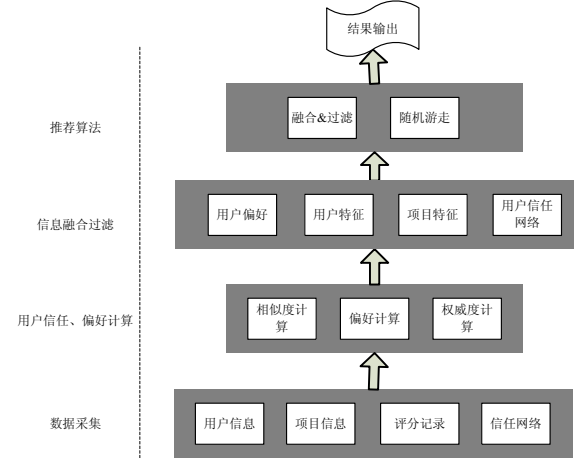 结果输出
推荐算法
融合&过滤
随机游走
信息融合过滤
用户偏好
用户特征
项目特征
用户信任
网络
用户信任、偏好计算
相似度计
算
偏好计算
权威度计
算
数据采集
用户信息
项目信息
评分记录
信任网络